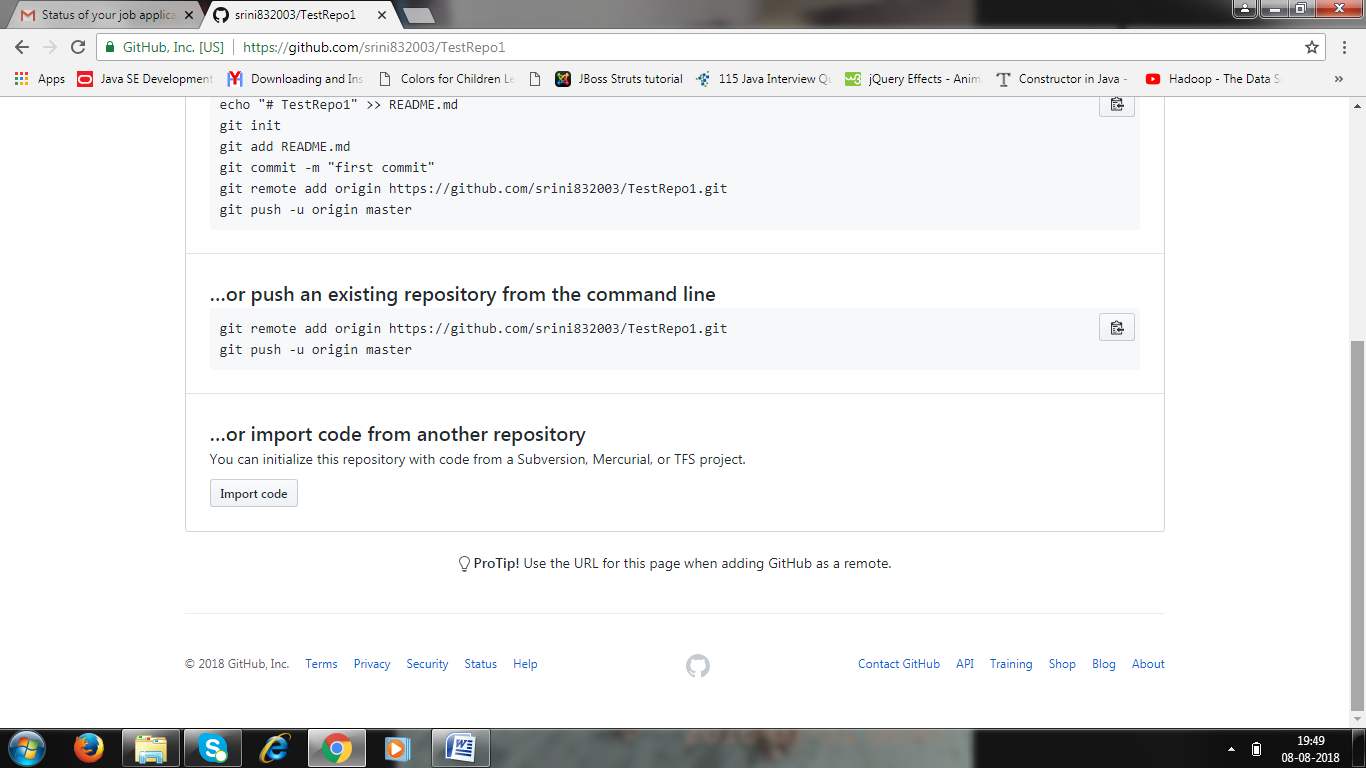 Status of your job applica
srini832003/TestRepo1
GitHub, Inc. [US]
https://github.com/srini832003/TestRepo1
Apps
Java SE Development
Downloading and Ins
Colors for Children Le
JBoss Struts tutorial
115 Java Interview Qu
jQuery Effects - Anim
Constructor in Java -
Hadoop - The Data S
»
echo "# TestRepo1" >> README.md
git init
git add README.md
git commit -m "first commit"
git remote add origin https://github.com/srini832003/TestRepo1.git
git push -u origin master
…or push an existing repository from the command line
git remote add origin https://github.com/srini832003/TestRepo1.git
git push -u origin master
…or import code from another repository
You can initialize this repository with code from a Subversion, Mercurial, or TFS project.
Import code
ProTip! Use the URL for this page when adding GitHub as a remote.
© 2018 GitHub, Inc. Terms Privacy Security Status Help
Contact GitHub API Training Shop Blog About
19:49
08-08-2018